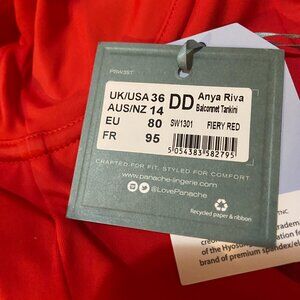 UK/USA 36 DD Anya Riva
AUS/NZ 14 Balconnet Tankini
EU 80 SW1301 FIERY RED
FR 95
5 054383 582795
CRAFTED FOR FIT. STYLED FOR COMFORT.
www.panache-lingerie.com
@LovePanache
Recycled paper & ribbon
of the Hyosung
brand of premium spandex/el